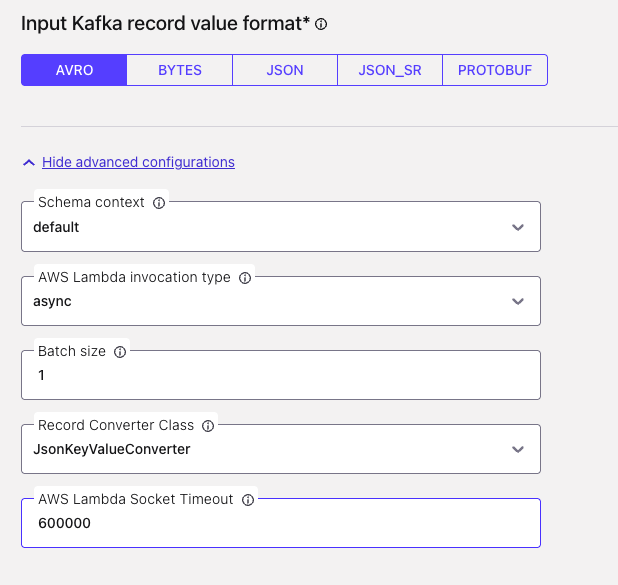 Input Kafka record value format*
AVRO BYTES JSON JSON_SR PROTOBUF
Hide advanced configurations
Schema context
default
AWS Lambda invocation type
async
Batch size
1
Record Converter Class
JsonKeyValueConverter
AWS Lambda Socket Timeout
600000